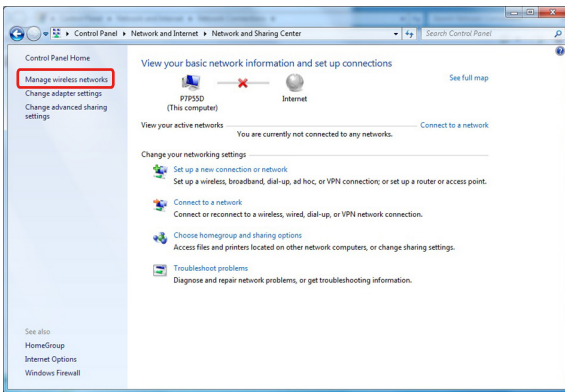 Control Panel ▸ Network and Internet ▸ Network and Sharing Center
Search Control Panel
Control Panel Home
Manage wireless networks
Change adapter settings
Change advanced sharing
settings
View your basic network information and set up connections
See full map
P7P55D
(This computer)
Internet
View your active networks
Connect to a network
You are currently not connected to any networks.
Change your networking settings
Set up a new connection or network
Set up a wireless, broadband, dial-up, ad hoc, or VPN connection; or set up a router or access point.
Connect to a network
Connect or reconnect to a wireless, wired, dial-up, or VPN network connection.
Choose homegroup and sharing options
Access files and printers located on other network computers, or change sharing settings.
Troubleshoot problems
Diagnose and repair network problems, or get troubleshooting information.
See also
HomeGroup
Internet Options
Windows Firewall